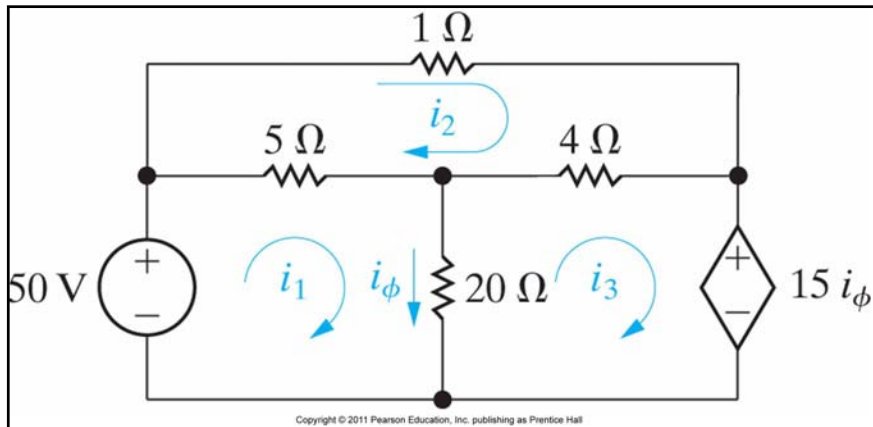 1 Ω
i₂
5 Ω
4 Ω
50 V
+
−
i₁
iϕ
20 Ω
i₃
+
−
15 iϕ
Copyright © 2011 Pearson Education, Inc. publishing as Prentice Hall